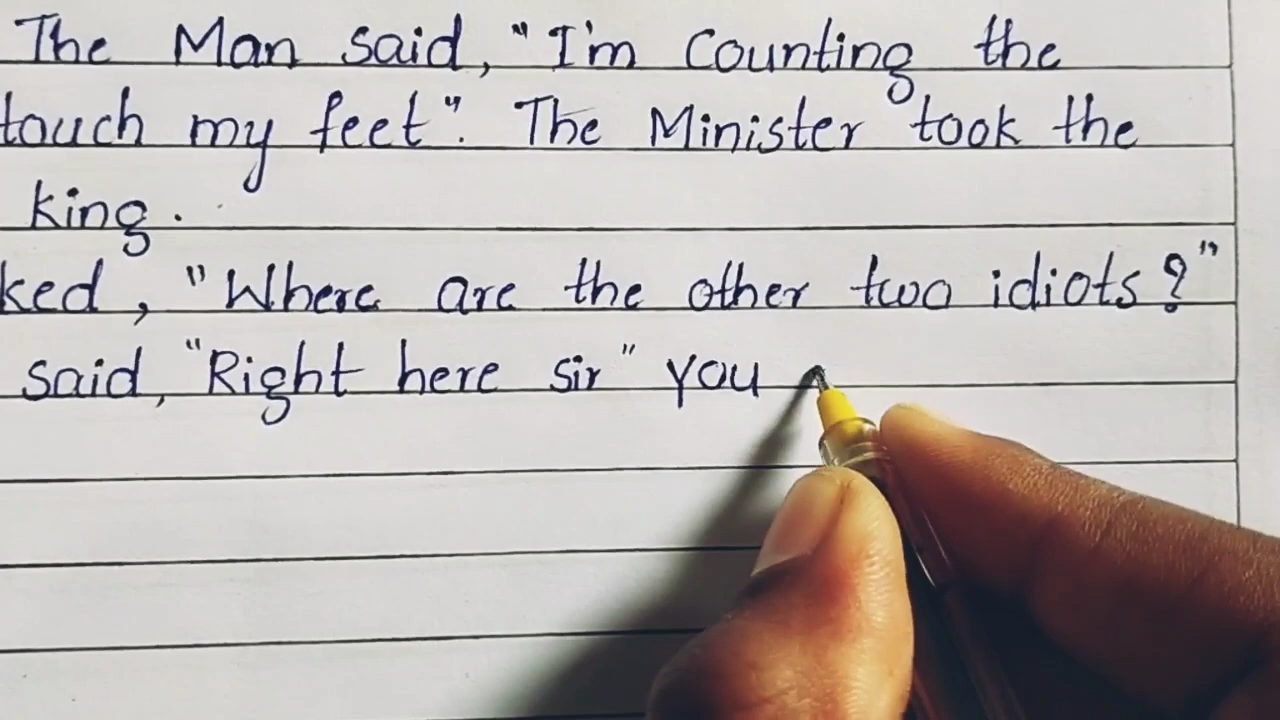 The Man said, "I'm Counting the
touch my feet". The Minister took the
king.
ked, "Where are the other two idiots?"
said, "Right here sir" you